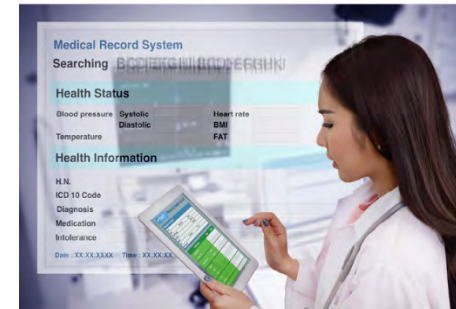 Medical Record System
Searching
Health Status
Blood pressure Systolic Heart rate
Diastolic BMI
Temperature FAT
Health Information
H.N.
ICD 10 Code
Diagnosis
Medication
Intolerance
Date : XX.XX.XXXX Time : XX.XX.XX